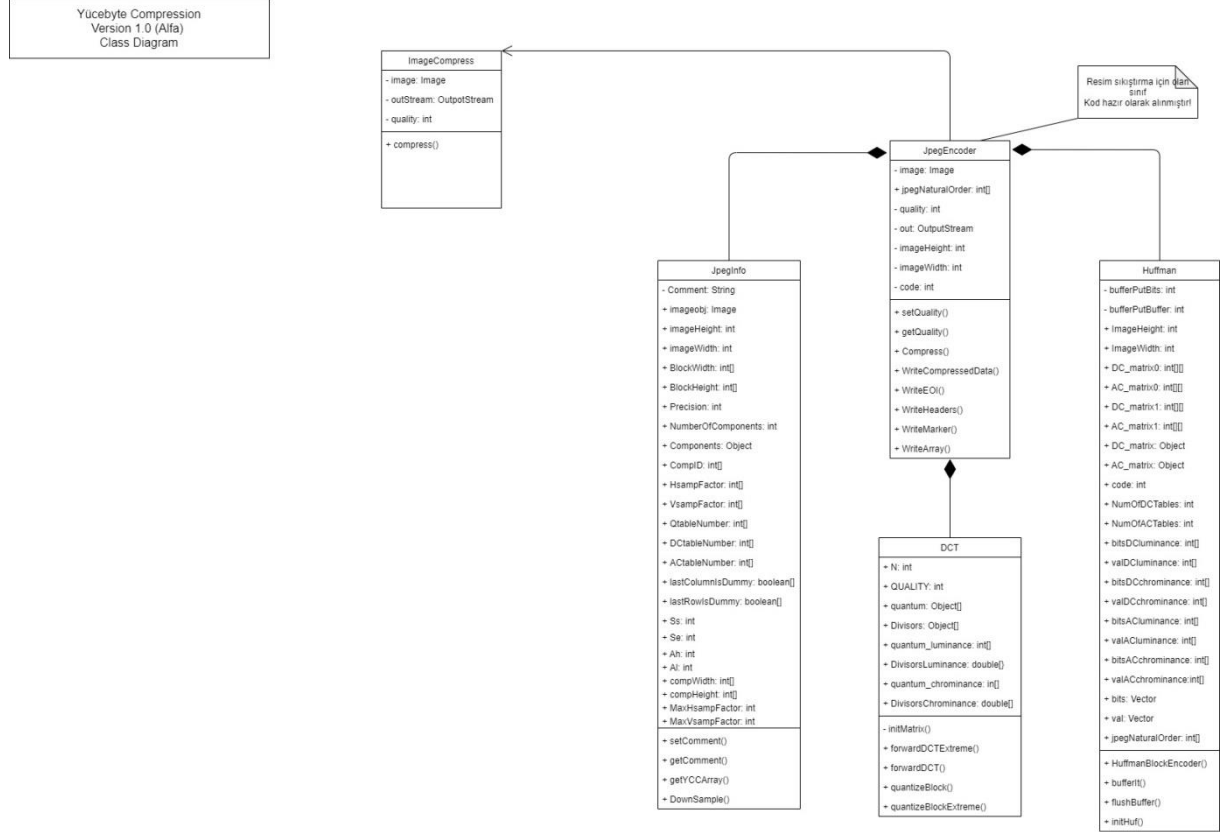 Yücebyte Compression
Version 1.0 (Alfa)
Class Diagram
ImageCompress
- image: Image
- outStream: OutpotStream
- quality: int
+ compress()
Resim sıkıştırma için olan
sınıf
Kod hazır olarak alınmıştır!
JpegEncoder
- image: Image
+ jpegNaturalOrder: int[]
- quality: int
- out: OutputStream
- imageHeight: int
- imageWidth: int
- code: int
+ setQuality()
+ getQuality()
+ Compress()
+ WriteCompressedData()
+ WriteEOI()
+ WriteHeaders()
+ WriteMarker()
+ WriteArray()
JpegInfo
- Comment: String
+ imageobj: Image
+ imageHeight: int
+ imageWidth: int
+ BlockWidth: int[]
+ BlockHeight: int[]
+ Precision: int
+ NumberOfComponents: int
+ Components: Object
+ CompID: int[]
+ HsampFactor: int[]
+ VsampFactor: int[]
+ QtableNumber: int[]
+ DCtableNumber: int[]
+ ACtableNumber: int[]
+ lastColumnIsDummy: boolean[]
+ lastRowIsDummy: boolean[]
+ Ss: int
+ Se: int
+ Ah: int
+ Al: int
+ compWidth: int[]
+ compHeight: int[]
+ MaxHsampFactor: int
+ MaxVsampFactor: int
+ setComment()
+ getComment()
+ getYCCArray()
+ DownSample()
DCT
+ N: int
+ QUALITY: int
+ quantum: Object[]
+ Divisors: Object[]
+ quantum_luminance: int[]
+ DivisorsLuminance: double[}
+ quantum_chrominance: in[]
+ DivisorsChrominance: double[]
- initMatrix()
+ forwardDCTExtreme()
+ forwardDCT()
+ quantizeBlock()
+ quantizeBlockExtreme()
Huffman
- bufferPutBits: int
- bufferPutBuffer: int
+ ImageHeight: int
+ ImageWidth: int
+ DC_matrix0: int[][]
+ AC_matrix0: int[][]
+ DC_matrix1: int[][]
+ AC_matrix1: int[][]
+ DC_matrix: Object
+ AC_matrix: Object
+ code: int
+ NumOfDCTables: int
+ NumOfACTables: int
+ bitsDCluminance: int[]
+ valDCluminance: int[]
+ bitsDCchrominance: int[]
+ valDCchrominance: int[]
+ bitsACluminance: int[]
+ valACluminance: int[]
+ bitsACchrominance: int[]
+ valACchrominance:int[]
+ bits: Vector
+ val: Vector
+ jpegNaturalOrder: int[]
+ HuffmanBlockEncoder()
+ bufferIt()
+ flushBuffer()
+ initHuf()